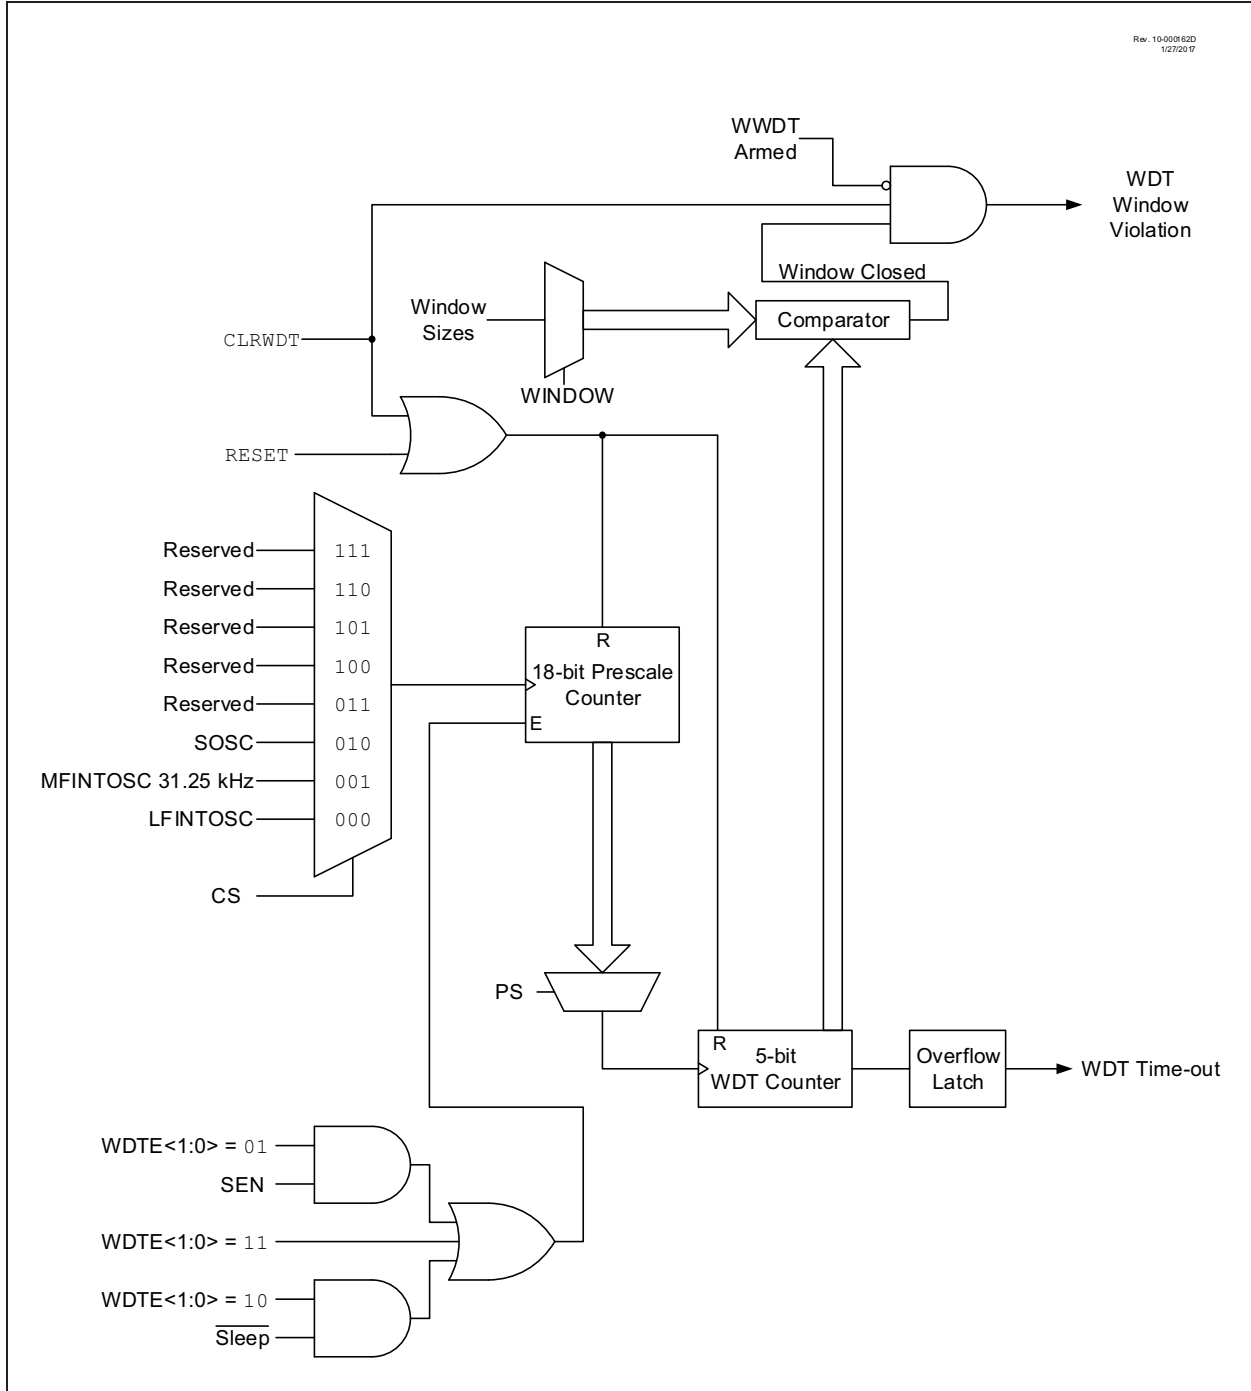 Rev. 10-000162D
1/27/2017
WWDT
Armed
WDT
Window
Violation
Window Closed
Window
Sizes
Comparator
CLRWDT
WINDOW
RESET
Reserved 111
Reserved 110
Reserved 101
Reserved 100
Reserved 011
SOSC 010
MFINTOSC 31.25 kHz 001
LFINTOSC 000
CS
R
18-bit Prescale
Counter
E
PS
R
5-bit
WDT Counter
Overflow
Latch
WDT Time-out
WDTE<1:0> = 01
SEN
WDTE<1:0> = 11
WDTE<1:0> = 10
Sleep